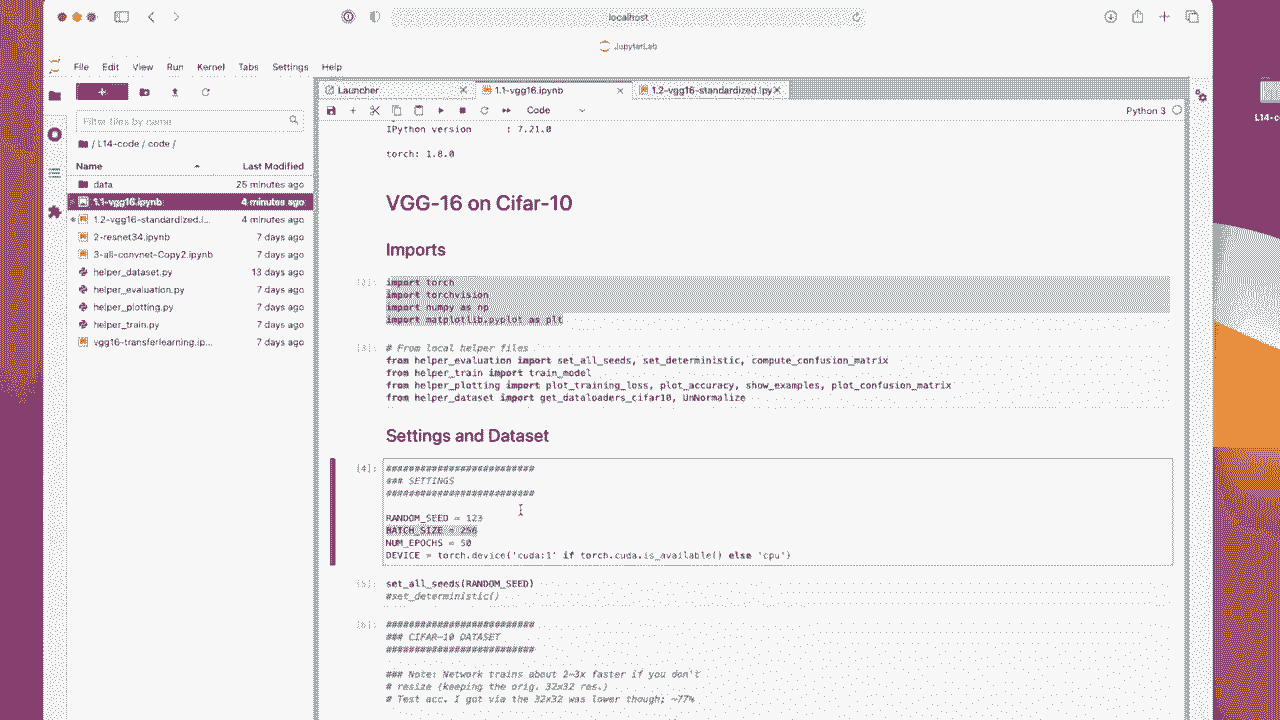 localhost
JupyterLab
File Edit View Run Kernel Tabs Settings Help
Launcher
1.1-vgg16.ipynb
1.2-vgg16-standardized.ipy
Code
Python 3
Filter files by name
/ L14-code / code /
Name Last Modified
data 25 minutes ago
1.1-vgg16.ipynb 4 minutes ago
1.2-vgg16-standardized.i... 4 minutes ago
2-resnet34.ipynb 7 days ago
3-all-convnet-Copy2.ipynb 7 days ago
helper_dataset.py 13 days ago
helper_evaluation.py 7 days ago
helper_plotting.py 7 days ago
helper_train.py 7 days ago
vgg16-transferlearning.ip... 7 days ago
IPython version : 7.21.0
torch: 1.8.0
VGG-16 on Cifar-10
Imports
[2]: import torch
import torchvision
import numpy as np
import matplotlib.pyplot as plt
[3]: # From local helper files
from helper_evaluation import set_all_seeds, set_deterministic, compute_confusion_matrix
from helper_train import train_model
from helper_plotting import plot_training_loss, plot_accuracy, show_examples, plot_confusion_matrix
from helper_dataset import get_dataloaders_cifar10, UnNormalize
Settings and Dataset
[4]: ##########################
### SETTINGS
##########################
RANDOM_SEED = 123
BATCH_SIZE = 256
NUM_EPOCHS = 50
DEVICE = torch.device('cuda:1' if torch.cuda.is_available() else 'cpu')
[5]: set_all_seeds(RANDOM_SEED)
#set_deterministic()
[6]: ##########################
### CIFAR-10 DATASET
##########################
### Note: Network trains about 2-3x faster if you don't
# resize (keeping the orig. 32x32 res.)
# Test acc. I got via the 32x32 was lower though; ~77%
L14-c